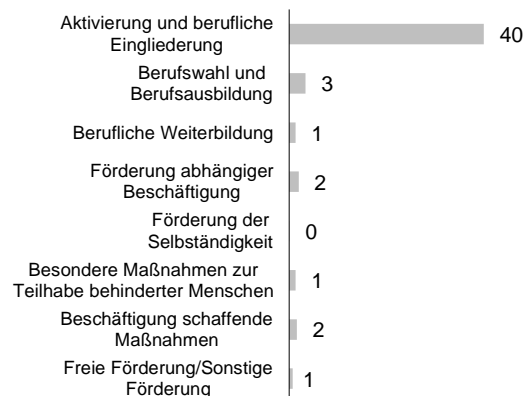 Aktivierung und berufliche
Eingliederung
40
Berufswahl und
Berufsausbildung
3
Berufliche Weiterbildung
1
Förderung abhängiger
Beschäftigung
2
Förderung der
Selbständigkeit
0
Besondere Maßnahmen zur
Teilhabe behinderter Menschen
1
Beschäftigung schaffende
Maßnahmen
2
Freie Förderung/Sonstige
Förderung
1